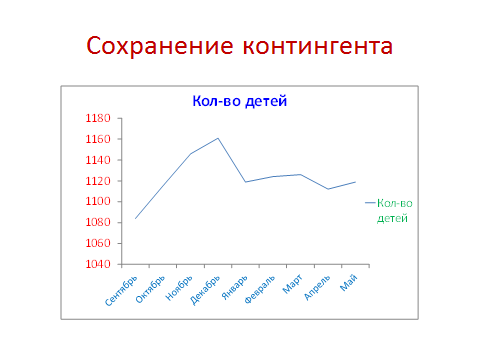 Сохранение контингента
Кол-во детей
1180
1160
1140
1120
1100
1080
1060
1040
Сентябрь
Октябрь
Ноябрь
Декабрь
Январь
Февраль
Март
Апрель
Май
Кол-во
детей